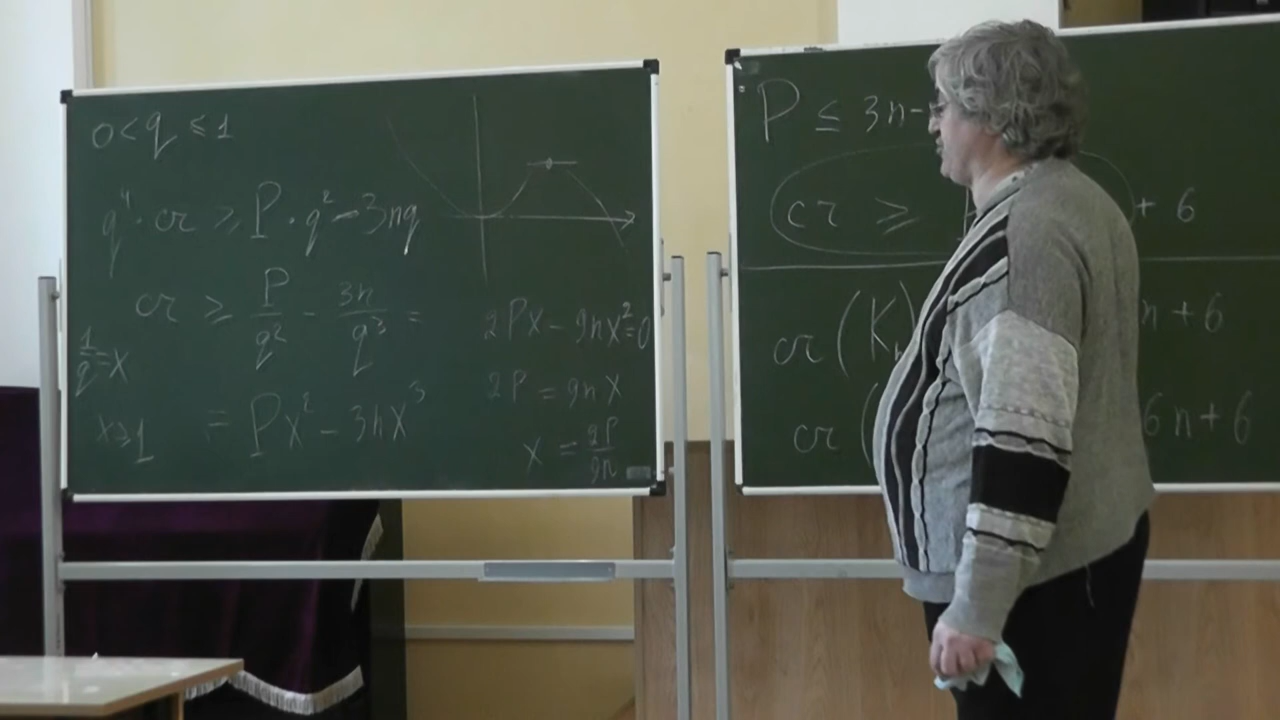 0 < q ≤ 1
q⁴ · cr ≥ P · q² - 3nq
cr ≥ P/q² - 3n/q³ =
1/q = x
x ≥ 1
= Px² - 3nx³
2Px - 9nx² = 0
2P = 9nx
x = 2P/9n
P ≤ 3n -
cr ≥ + 6
cr (K n + 6
cr ( 6n + 6